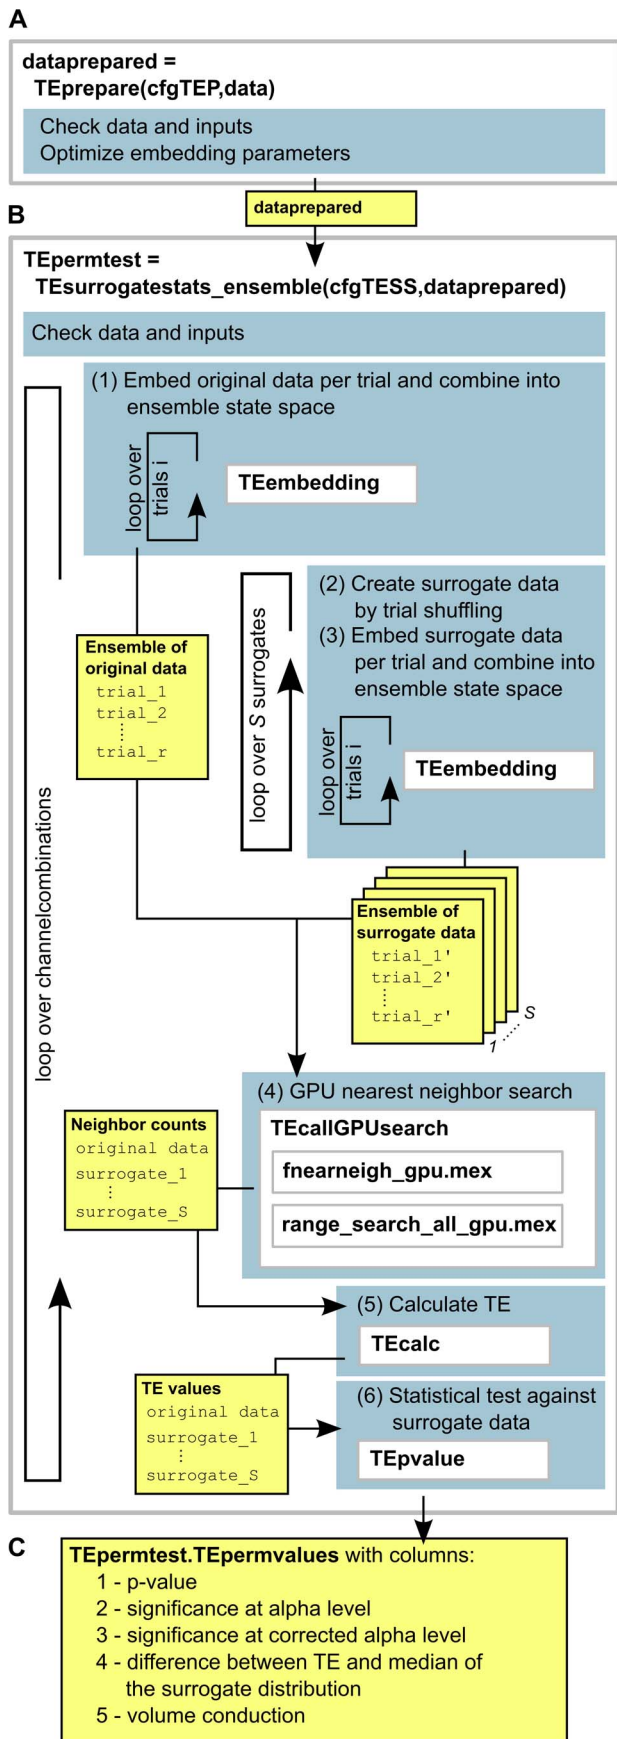 A
dataprepared =
TEprepare(cfgTEP,data)
Check data and inputs
Optimize embedding parameters
dataprepared
B
TEpermtest =
TEsurrogatestats_ensemble(cfgTESS,dataprepared)
Check data and inputs
(1) Embed original data per trial and combine into
ensemble state space
loop over
trials i
TEembedding
loop over channelcombinations
Ensemble of
original data
trial_1
trial_2
⋮
trial_r
loop over S surrogates
(2) Create surrogate data
by trial shuffling
(3) Embed surrogate data
per trial and combine into
ensemble state space
loop over
trials i
TEembedding
Ensemble of
surrogate data
trial_1'
trial_2'
⋮
trial_r'
1 ...... S
(4) GPU nearest neighbor search
TEcallGPUsearch
fnearneigh_gpu.mex
range_search_all_gpu.mex
Neighbor counts
original data
surrogate_1
⋮
surrogate_S
(5) Calculate TE
TEcalc
TE values
original data
surrogate_1
⋮
surrogate_S
(6) Statistical test against
surrogate data
TEpvalue
C
TEpermtest.TEpermvalues with columns:
1 - p-value
2 - significance at alpha level
3 - significance at corrected alpha level
4 - difference between TE and median of
the surrogate distribution
5 - volume conduction